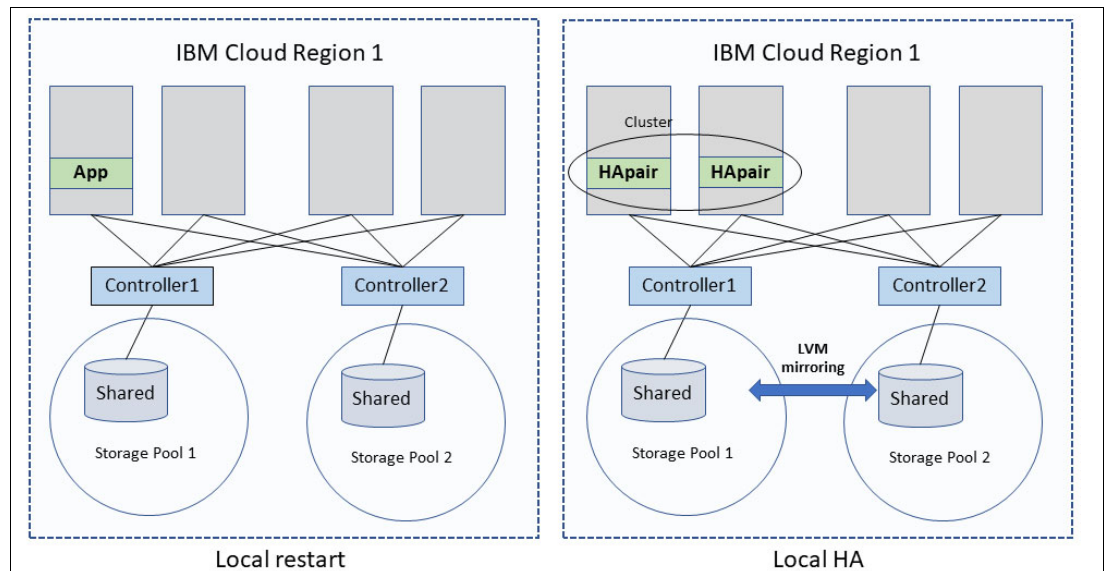 IBM Cloud Region 1
App
Controller1
Controller2
Shared
Shared
Storage Pool 1
Storage Pool 2
Local restart
IBM Cloud Region 1
Cluster
HApair
HApair
Controller1
Controller2
LVM
mirroring
Shared
Shared
Storage Pool 1
Storage Pool 2
Local HA